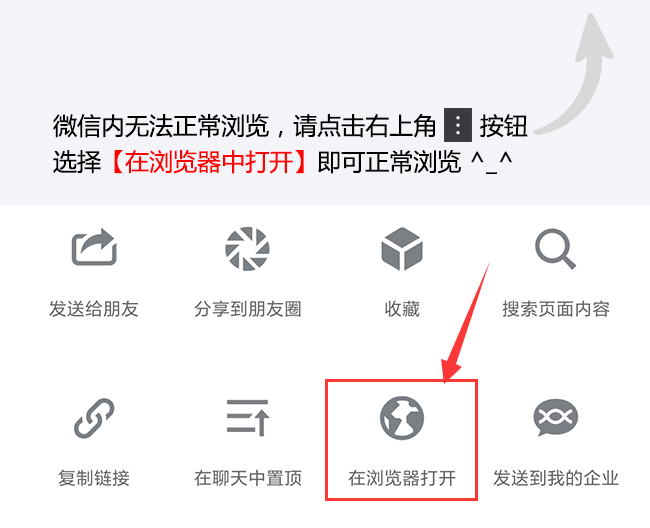 微信内无法正常浏览，请点击右上角 ⋮ 按钮
选择【在浏览器中打开】即可正常浏览 ^_^
发送给朋友 分享到朋友圈 收藏 搜索页面内容
复制链接 在聊天中置顶 在浏览器打开 发送到我的企业